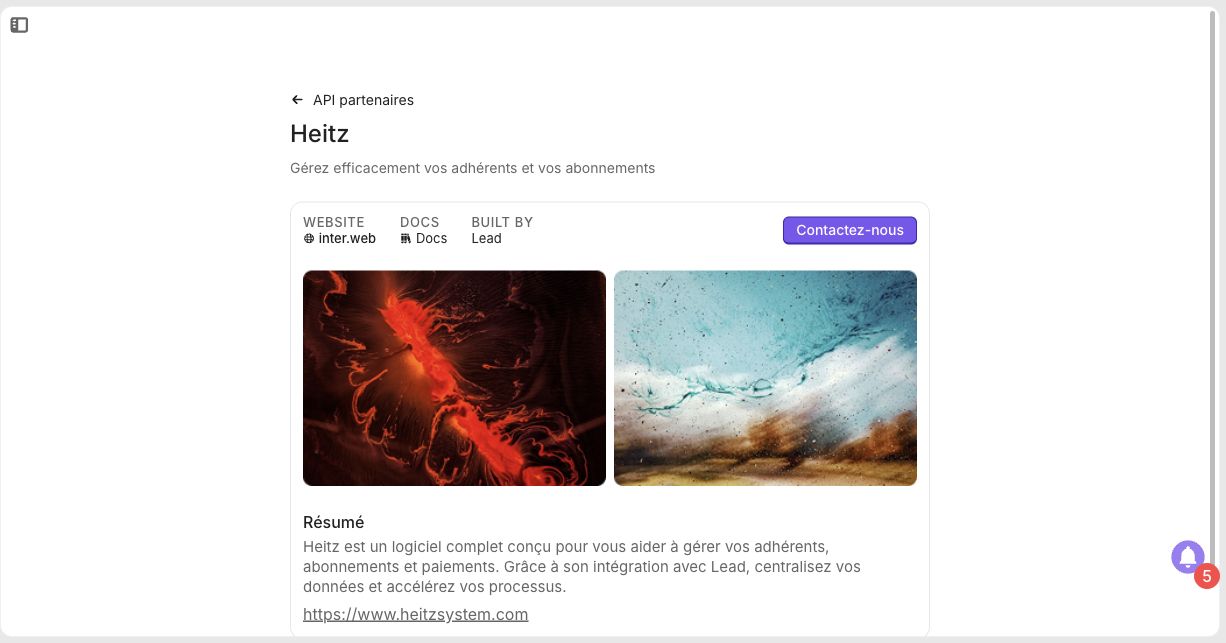 API partenaires
Heitz
Gérez efficacement vos adhérents et vos abonnements
WEBSITE DOCS BUILT BY
inter.web Docs Lead
Contactez-nous
Résumé
Heitz est un logiciel complet conçu pour vous aider à gérer vos adhérents,
abonnements et paiements. Grâce à son intégration avec Lead, centralisez vos
données et accélérez vos processus.
https://www.heitzsystem.com
5